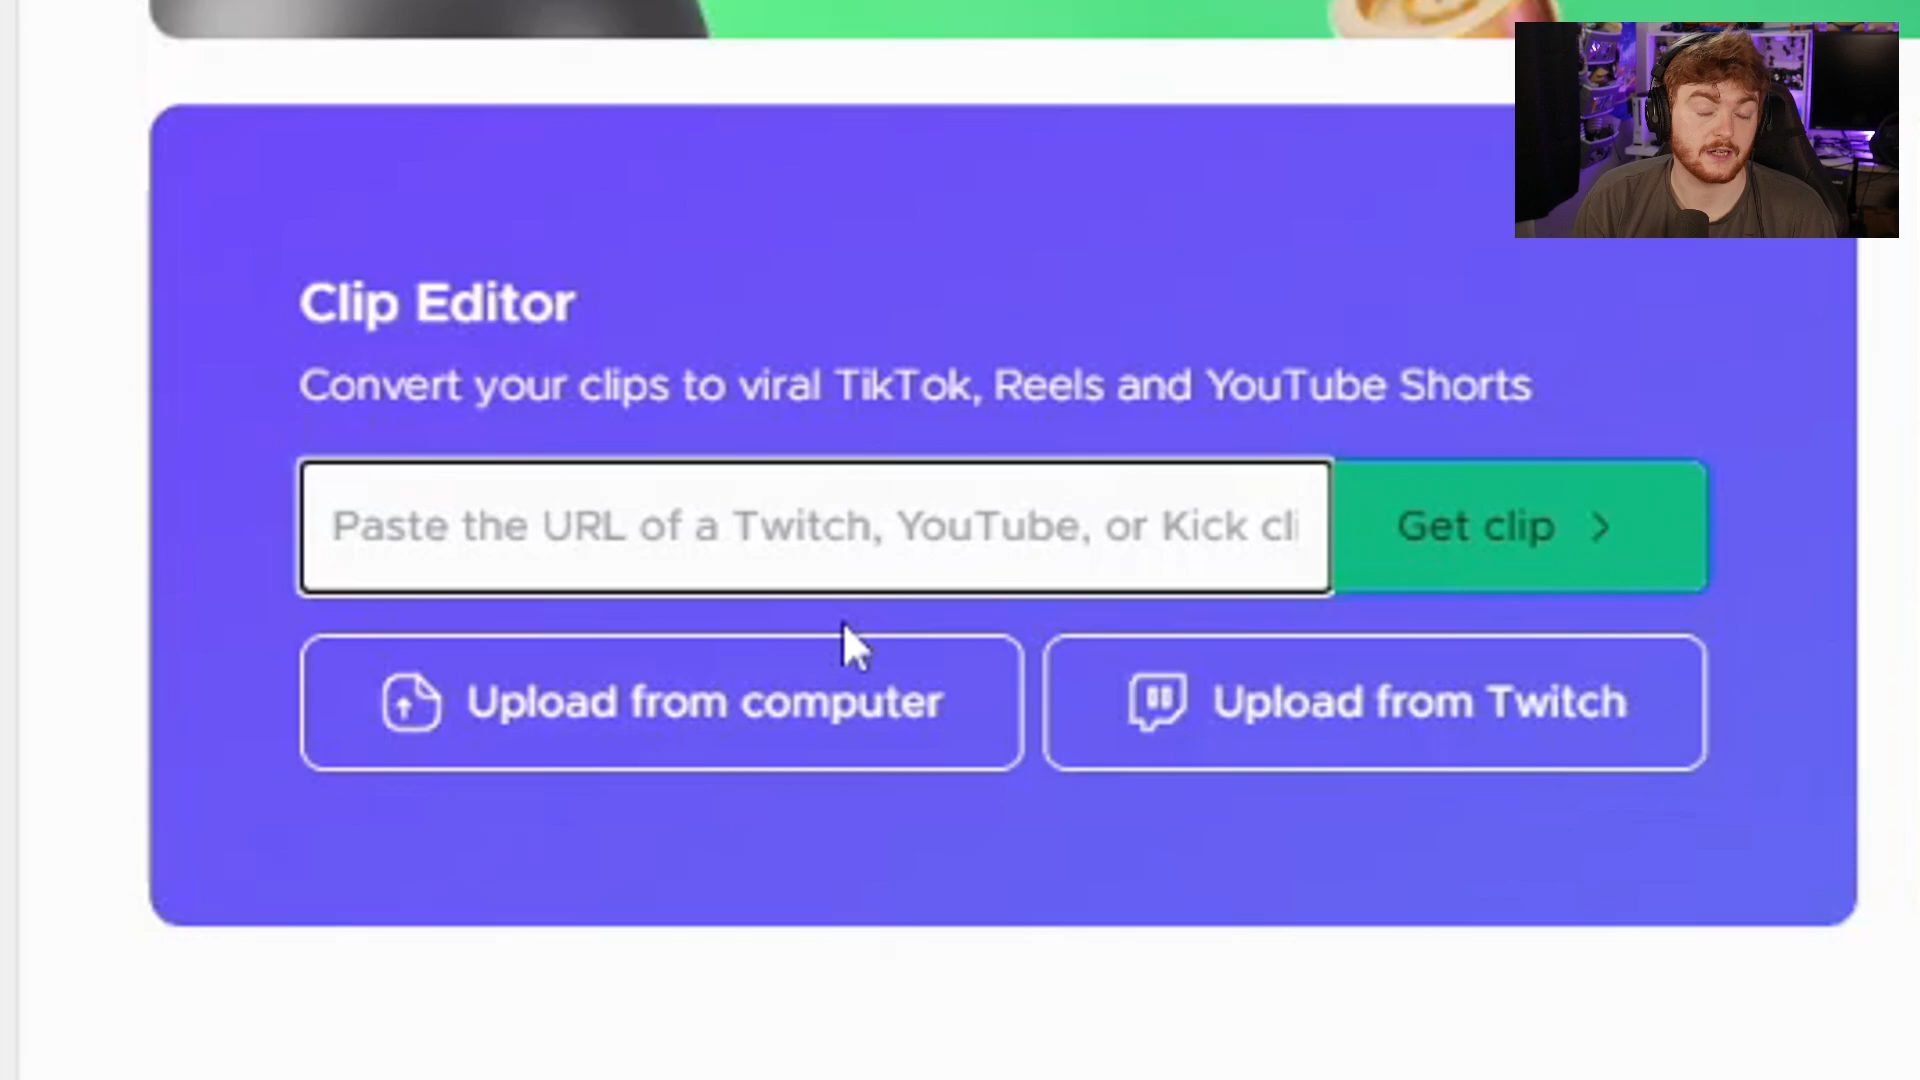 Clip Editor
Convert your clips to viral TikTok, Reels and YouTube Shorts
Paste the URL of a Twitch, YouTube, or Kick cli
Get clip
Upload from computer
Upload from Twitch